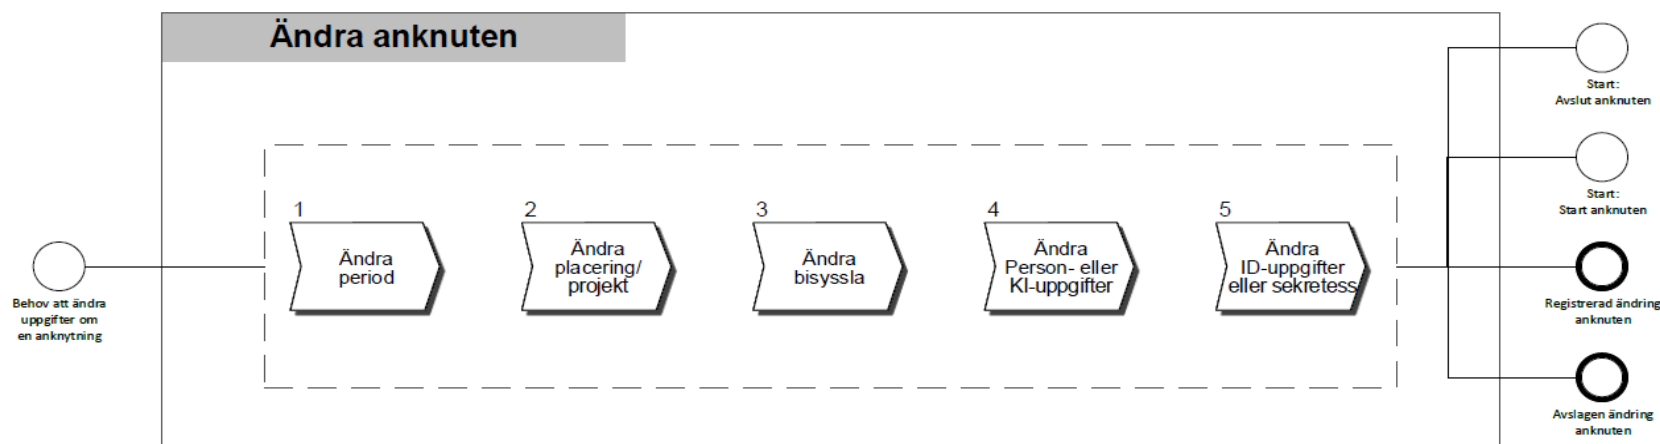 Ändra anknuten
Behov att ändra
uppgifter om
en anknytning
1
Ändra
period
2
Ändra
placering/
projekt
3
Ändra
bisyssla
4
Ändra
Person- eller
KI-uppgifter
5
Ändra
ID-uppgifter
eller sekretess
Start:
Avslut anknuten
Start:
Start anknuten
Registrerad ändring
anknuten
Avslagen ändring
anknuten